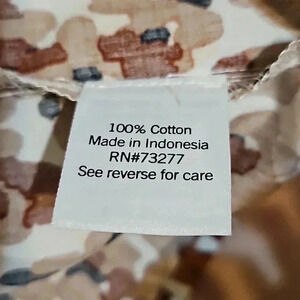 100% Cotton
Made in Indonesia
RN#73277
See reverse for care